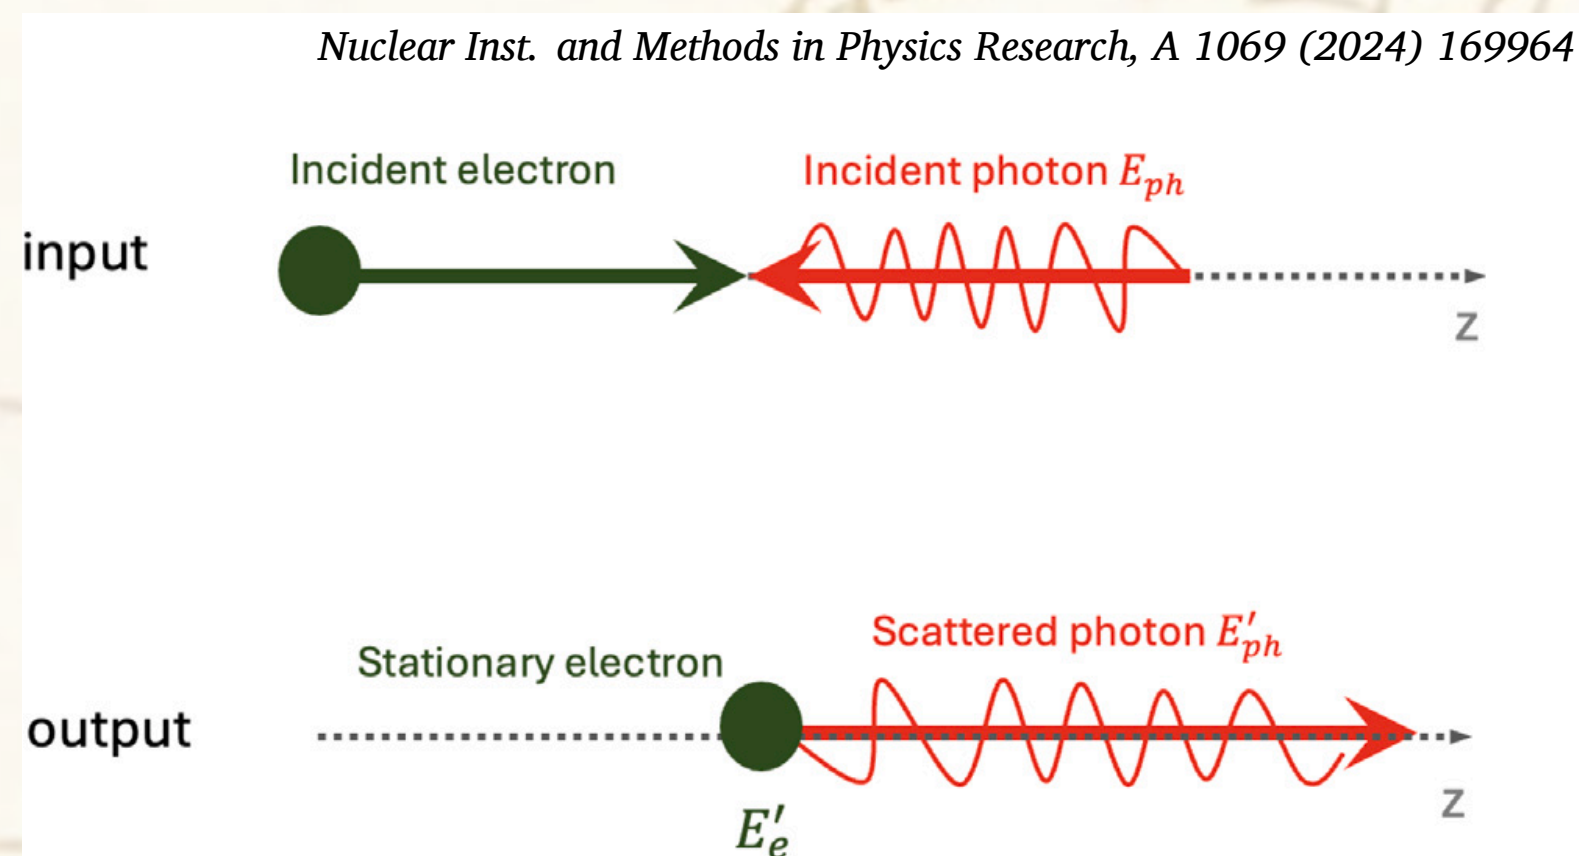 Nuclear Inst. and Methods in Physics Research, A 1069 (2024) 169964
Incident electron
Incident photon E_ph
input
z
Scattered photon E'_ph
Stationary electron
output
z
E'_e